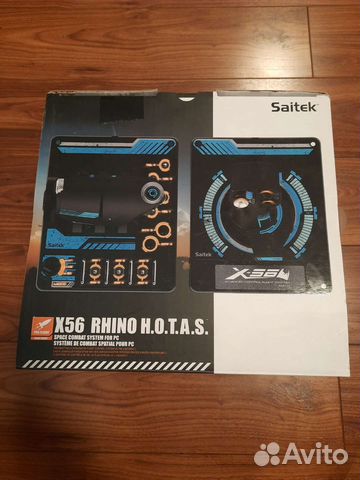 Saitek
Saitek
Saitek
X-56
X56 RHINO H.O.T.A.S.
SPACE COMBAT SYSTEM FOR PC
SYSTÈME DE COMBAT SPATIAL POUR PC
Avito